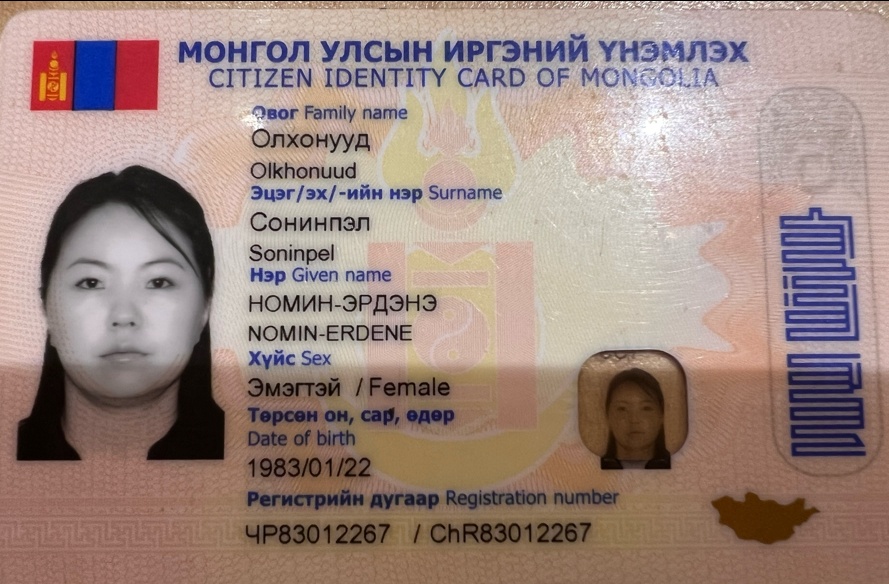 МОНГОЛ УЛСЫН ИРГЭНИЙ ҮНЭМЛЭХ
CITIZEN IDENTITY CARD OF MONGOLIA
Овог Family name
Олхонууд
Olkhonuud
Эцэг/эх/-ийн нэр Surname
Сонинпэл
Soninpel
Нэр Given name
НОМИН-ЭРДЭНЭ
NOMIN-ERDENE
Хүйс Sex
Эмэгтэй / Female
Төрсөн он, сар, өдөр
Date of birth
1983/01/22
Регистрийн дугаар Registration number
ЧР83012267 / ChR83012267